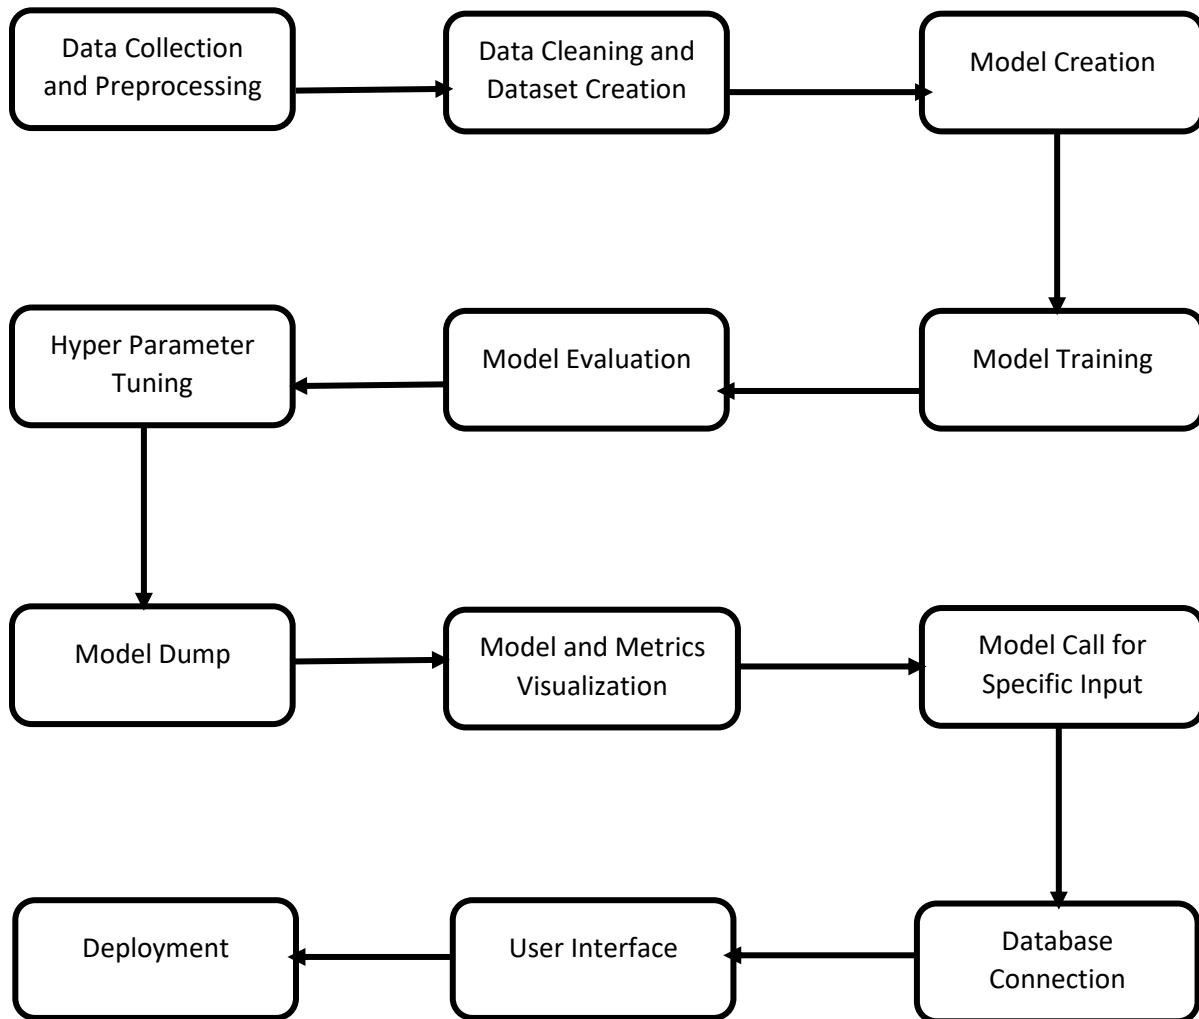 Data Collection
and Preprocessing
Data Cleaning and
Dataset Creation
Model Creation
Model Training
Model Evaluation
Hyper Parameter
Tuning
Model Dump
Model and Metrics
Visualization
Model Call for
Specific Input
Database
Connection
User Interface
Deployment